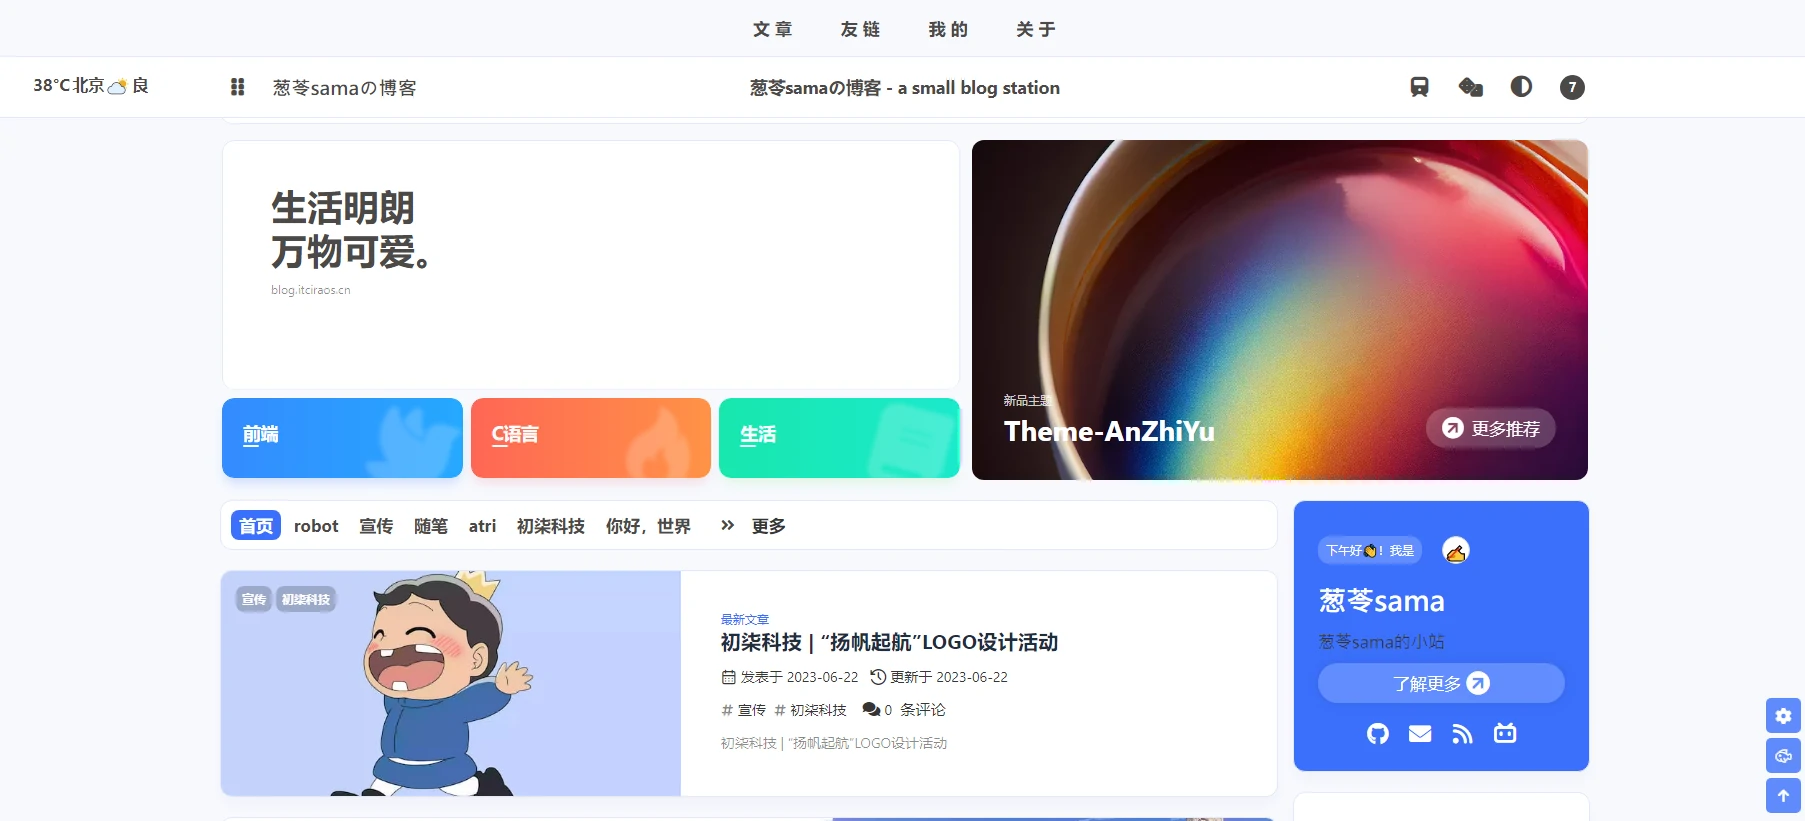 文章 友链 我的 关于
38°C 北京 良
葱苓samaの博客
葱苓samaの博客 - a small blog station
7
生活明朗
万物可爱。
blog.itciraos.cn
新品主题
Theme-AnZhiYu
更多推荐
前端
C语言
生活
首页 robot 宣传 随笔 atri 初柒科技 你好，世界 更多
宣传 初柒科技
最新文章
初柒科技 | “扬帆起航”LOGO设计活动
发表于 2023-06-22 更新于 2023-06-22
# 宣传 # 初柒科技 0 条评论
初柒科技 | “扬帆起航”LOGO设计活动
下午好👏！我是
葱苓sama
葱苓sama的小站
了解更多